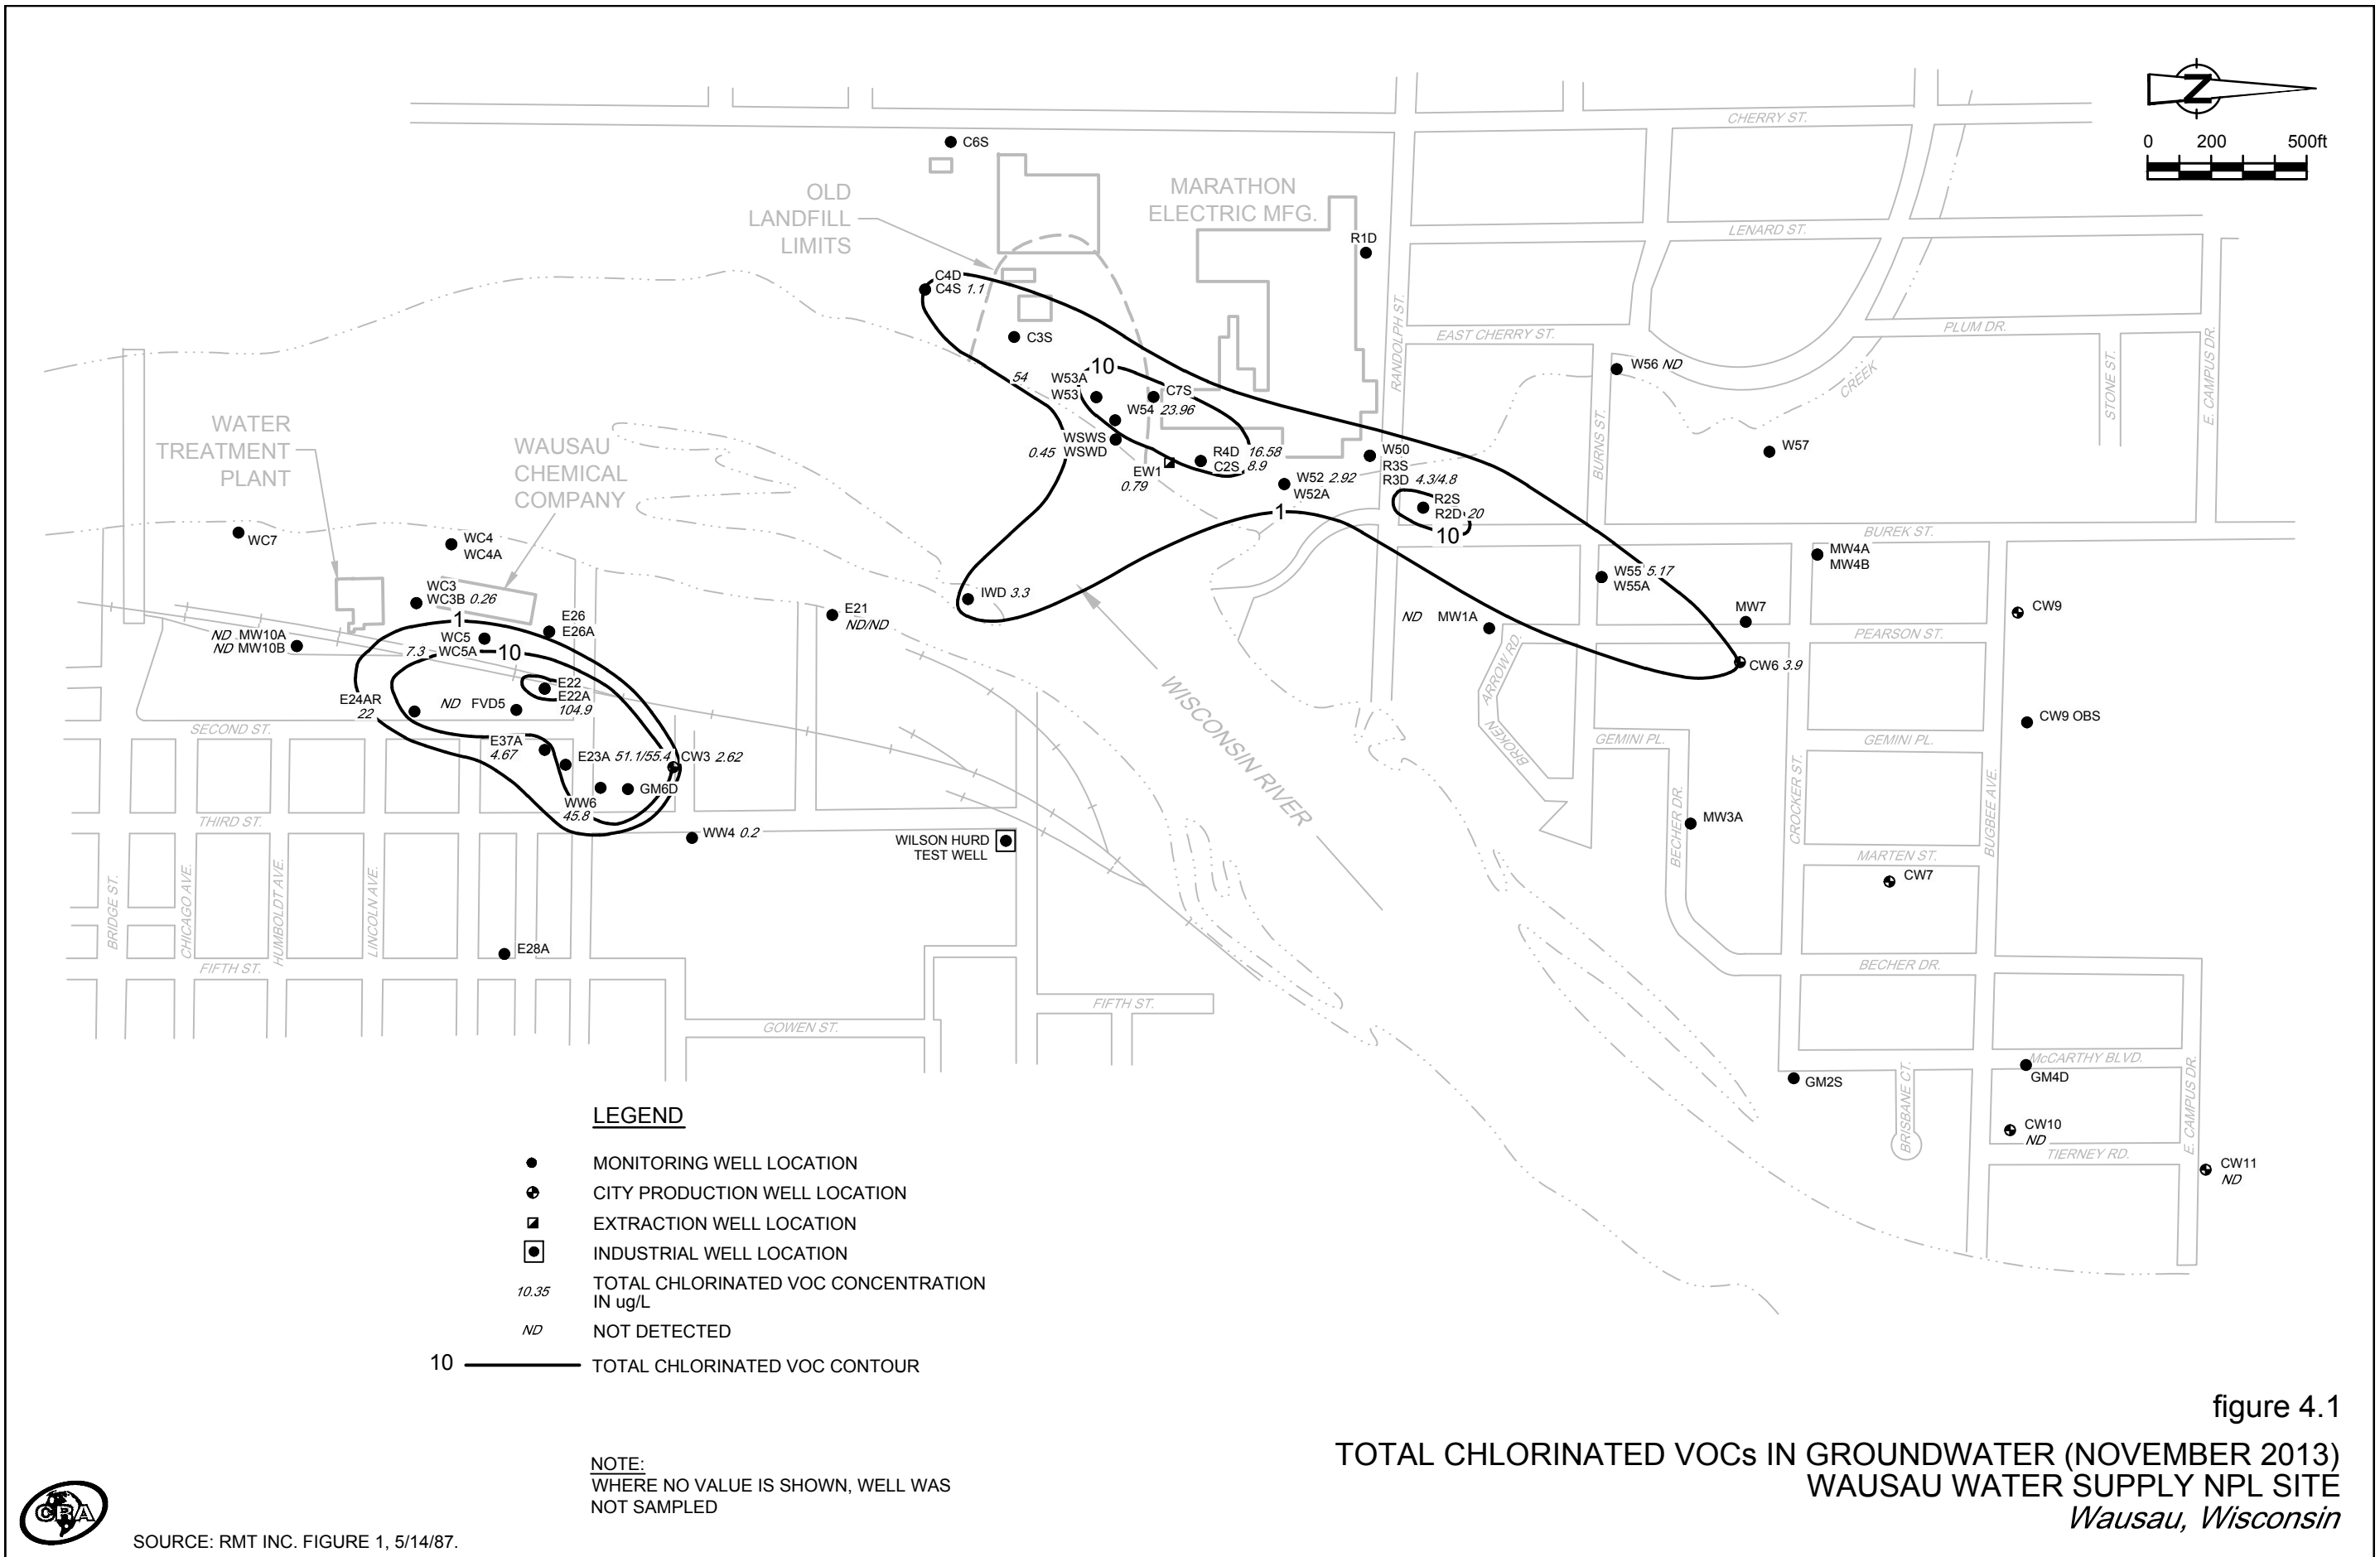 CHERRY ST.
Z
0 200 500ft
C6S
OLD
LANDFILL
LIMITS
MARATHON
ELECTRIC MFG.
R1D
LENARD ST.
C4D
C4S 1.1
RANDOLPH ST.
EAST CHERRY ST.
PLUM DR.
STONE ST.
E. CAMPUS DR.
CREEK
C3S
W56 ND
54
W53A
W53
10
C7S
W54 23.96
WSWS
WSWD
0.45
R4D 16.58
C2S 8.9
EW1
0.79
W50
R3S
R3D 4.3/4.8
W52 2.92
W52A
R2S
R2D 20
10
1
BURNS ST.
W57
WATER
TREATMENT
PLANT
WAUSAU
CHEMICAL
COMPANY
BUREK ST.
WC7
WC4
WC4A
MW4A
MW4B
W55 5.17
W55A
WC3
WC3B 0.26
IWD 3.3
E21
ND/ND
ND MW1A
MW7
CW9
PEARSON ST.
1
E26
E26A
ND MW10A
ND MW10B
WC5
7.3 WC5A
10
CW6 3.9
ARROW RD.
BROKEN
E22
E22A
104.9
E24AR
22
ND FVD5
WISCONSIN RIVER
CW9 OBS
SECOND ST.
GEMINI PL.
GEMINI PL.
E37A
4.67
E23A 51.1/55.4
CW3 2.62
GM6D
WW6
45.8
THIRD ST.
WW4 0.2
WILSON HURD
TEST WELL
BECHER DR.
MW3A
CROCKER ST.
BUGBEE AVE.
MARTEN ST.
CW7
BRIDGE ST.
CHICAGO AVE.
HUMBOLDT AVE.
LINCOLN AVE.
E28A
FIFTH ST.
BECHER DR.
FIFTH ST.
GOWEN ST.
McCARTHY BLVD.
GM4D
GM2S
BRISBANE CT.
E. CAMPUS DR.
CW10
ND
TIERNEY RD.
CW11
ND
LEGEND
MONITORING WELL LOCATION
CITY PRODUCTION WELL LOCATION
EXTRACTION WELL LOCATION
INDUSTRIAL WELL LOCATION
10.35 TOTAL CHLORINATED VOC CONCENTRATION
IN ug/L
ND NOT DETECTED
10 TOTAL CHLORINATED VOC CONTOUR
NOTE:
WHERE NO VALUE IS SHOWN, WELL WAS
NOT SAMPLED
figure 4.1
TOTAL CHLORINATED VOCs IN GROUNDWATER (NOVEMBER 2013)
WAUSAU WATER SUPPLY NPL SITE
Wausau, Wisconsin
CRA
SOURCE: RMT INC. FIGURE 1, 5/14/87.